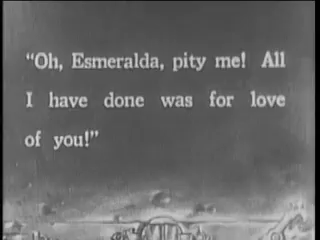 "Oh, Esmeralda, pity me! All
I have done was for love
of you!"